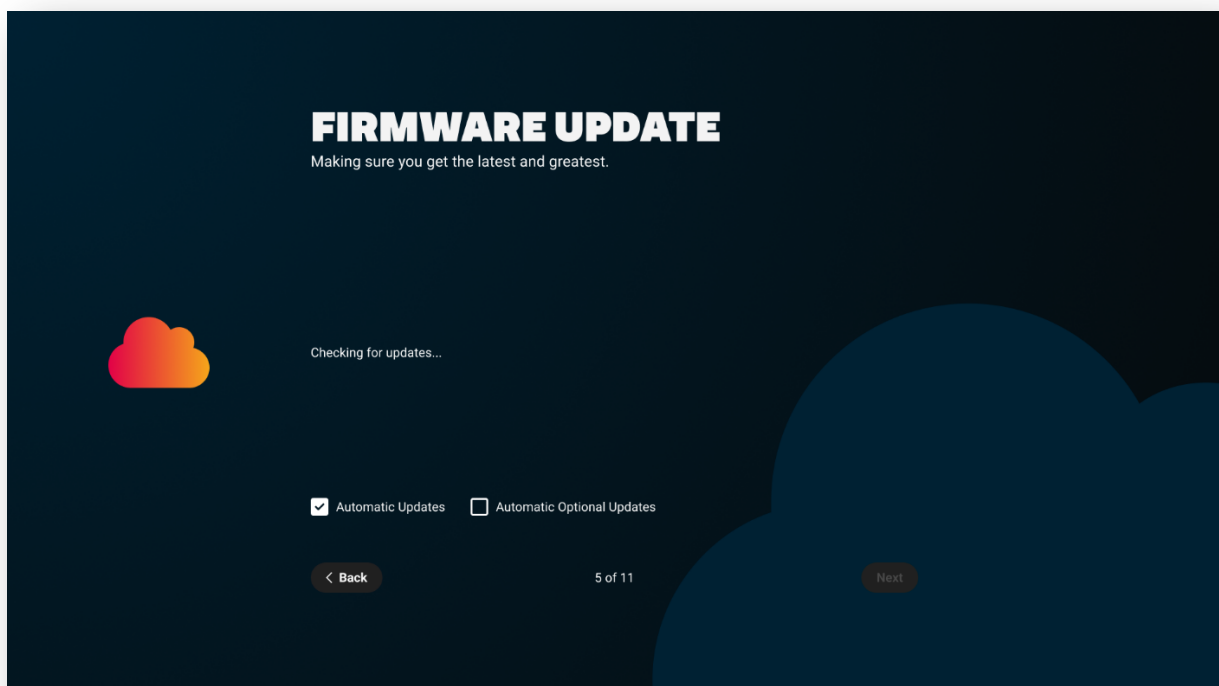 FIRMWARE UPDATE
Making sure you get the latest and greatest.
Checking for updates...
Automatic Updates Automatic Optional Updates
Back 5 of 11 Next